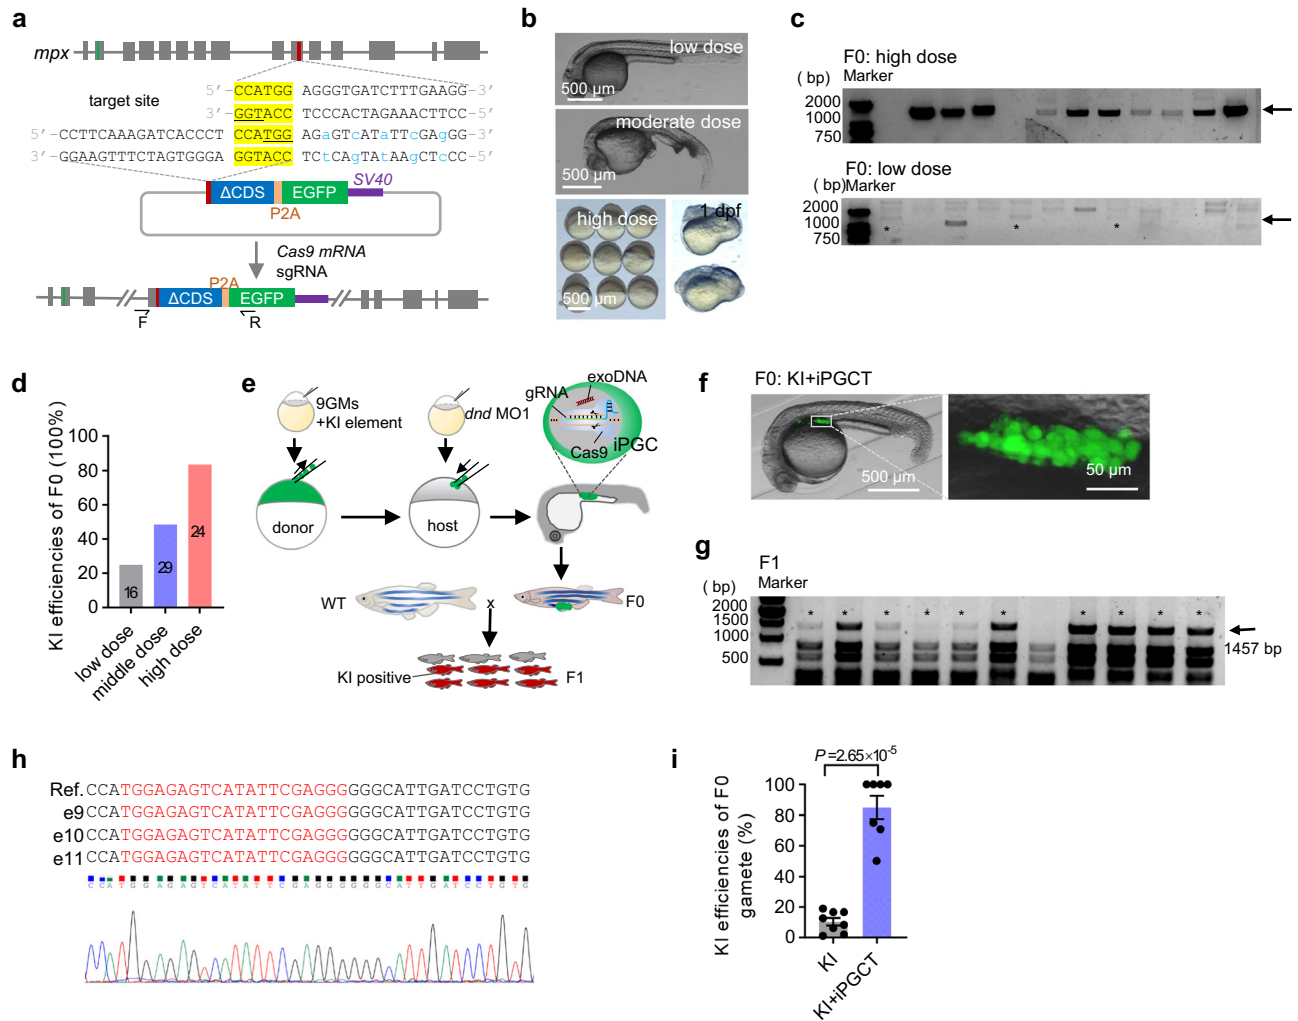 a
mpx
target site
5′-CCATGG AGGGTGATCTTTGAAGG-3′
3′-GGTACC TCCCACTAGAAACTTCC
5′-CCTTCAAAGATCACCCT CCATGG AGaGTcATaTTcGAgGG-3′
3′-GGAAGTTTCTAGTGGGA GGTACC TCtCAgTAtAAgCTcCC-5′
SV40
ΔCDS
EGFP
P2A
Cas9 mRNA
sgRNA
P2A
ΔCDS
EGFP
F
R
b
low dose
500 µm
moderate dose
500 µm
high dose
500 µm
1 dpf
c
F0: high dose
( bp) Marker
2000
1000
750
F0: low dose
( bp) Marker
2000
1000
750
* * *
d
KI efficiencies of F0 (100%)
100
80
60
40
20
0
16
29
24
low dose
middle dose
high dose
e
9GMs
+KI element
dnd MO1
exoDNA
gRNA
Cas9
iPGC
donor
host
WT
x
F0
KI positive
F1
f
F0: KI+iPGCT
500 µm
50 µm
g
F1
( bp) Marker
2000
1500
1000
500
* * * * * * * * * *
1457 bp
h
Ref. CCATGGAGAGTCATATTCGAGGGGGGCATTGATCCTGTG
e9 CCATGGAGAGTCATATTCGAGGGGGGCATTGATCCTGTG
e10 CCATGGAGAGTCATATTCGAGGGGGGCATTGATCCTGTG
e11 CCATGGAGAGTCATATTCGAGGGGGGCATTGATCCTGTG
C C A T G G A G A G T C A T A T T C G A G G G G G G C A T T G A T C C T G T G
i
P=2.65×10-5
KI efficiencies of F0
gamete (%)
100
80
60
40
20
0
KI
KI+iPGCT